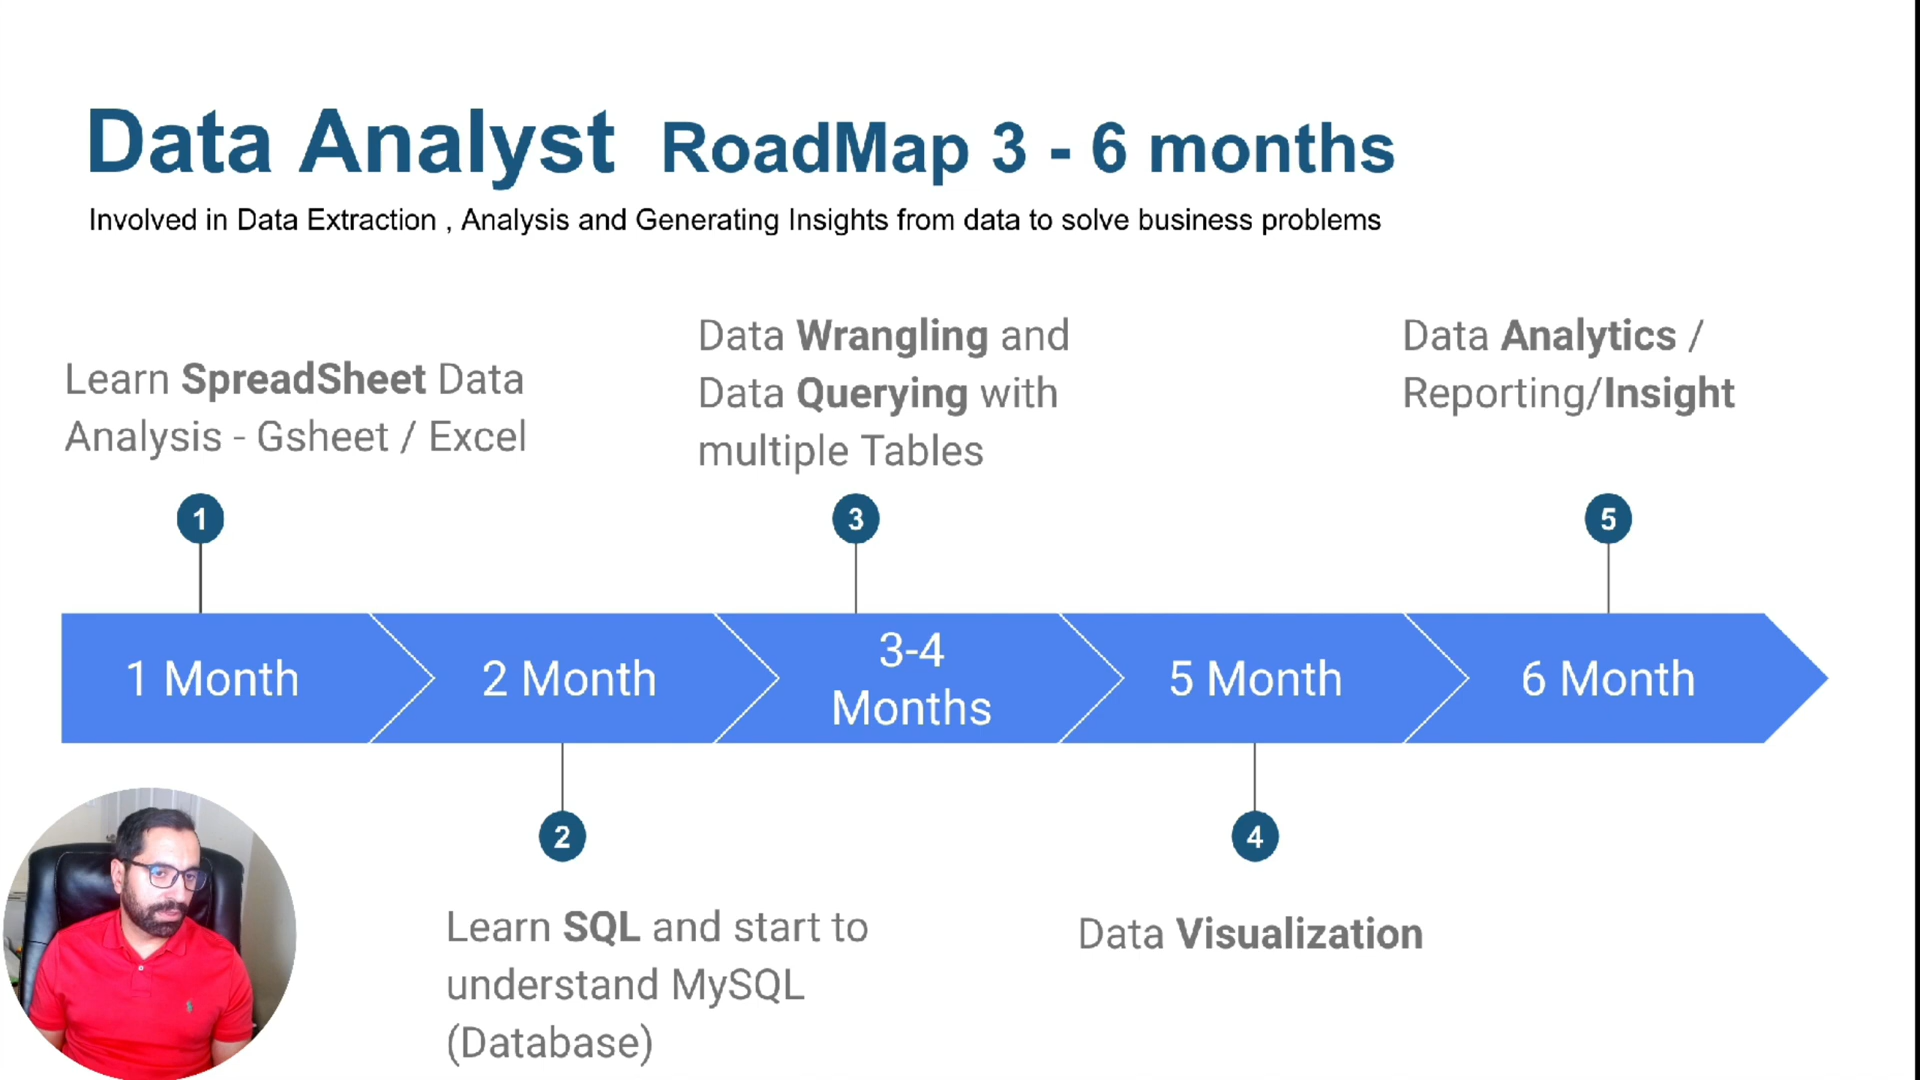 Data Analyst RoadMap 3 - 6 months
Involved in Data Extraction , Analysis and Generating Insights from data to solve business problems
Learn SpreadSheet Data
Analysis - Gsheet / Excel
1
Data Wrangling and
Data Querying with
multiple Tables
3
Data Analytics /
Reporting/Insight
5
1 Month
2 Month
3-4
Months
5 Month
6 Month
2
Learn SQL and start to
understand MySQL
(Database)
4
Data Visualization